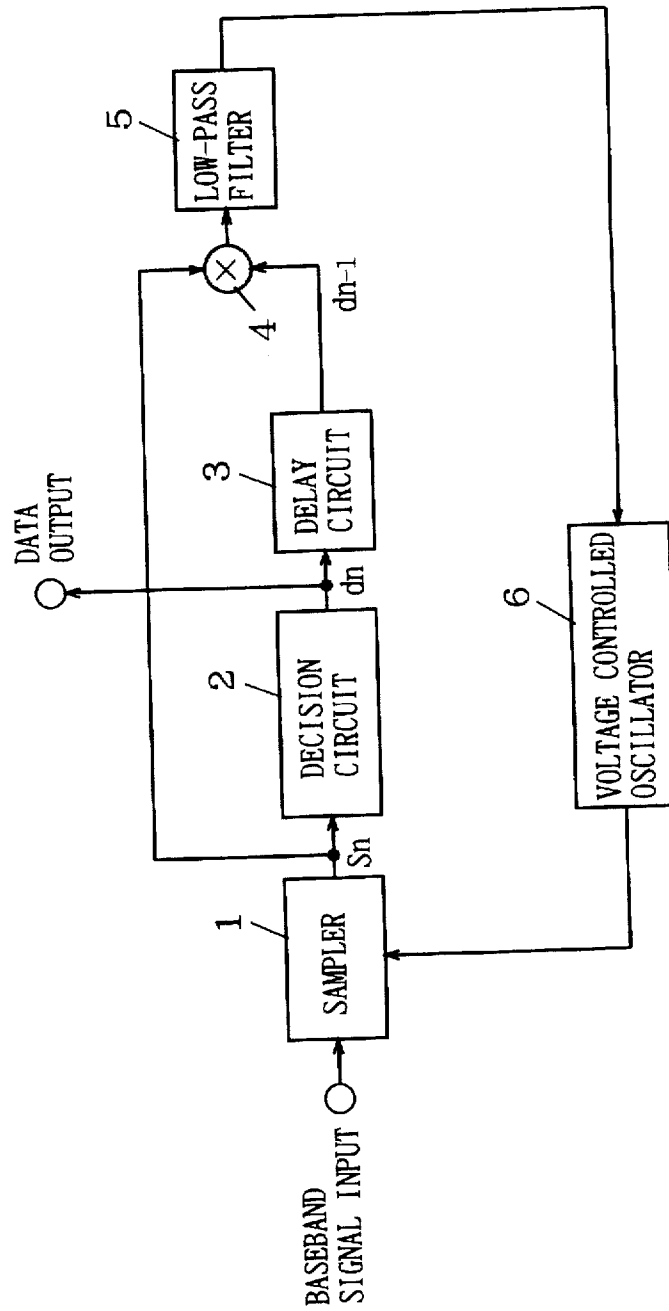 BASEBAND
SIGNAL INPUT
1
SAMPLER
Sn
2
DECISION
CIRCUIT
dn
DATA
OUTPUT
3
DELAY
CIRCUIT
dn-1
4
5
LOW-PASS
FILTER
6
VOLTAGE CONTROLLED
OSCILLATOR